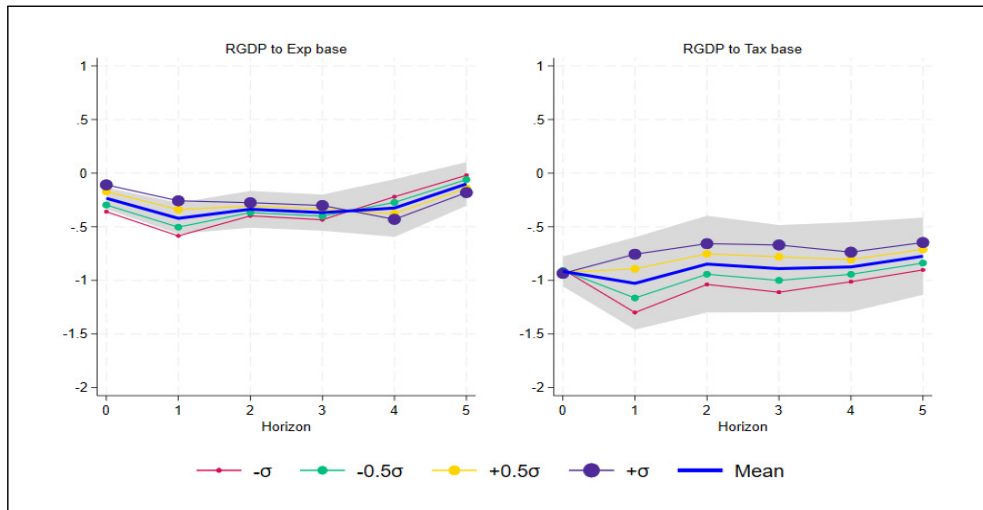 RGDP to Exp base
1
.5
0
-.5
-1
-1.5
-2
0 1 2 3 4 5
Horizon
RGDP to Tax base
1
.5
0
-.5
-1
-1.5
-2
0 1 2 3 4 5
Horizon
-σ -0.5σ +0.5σ +σ Mean